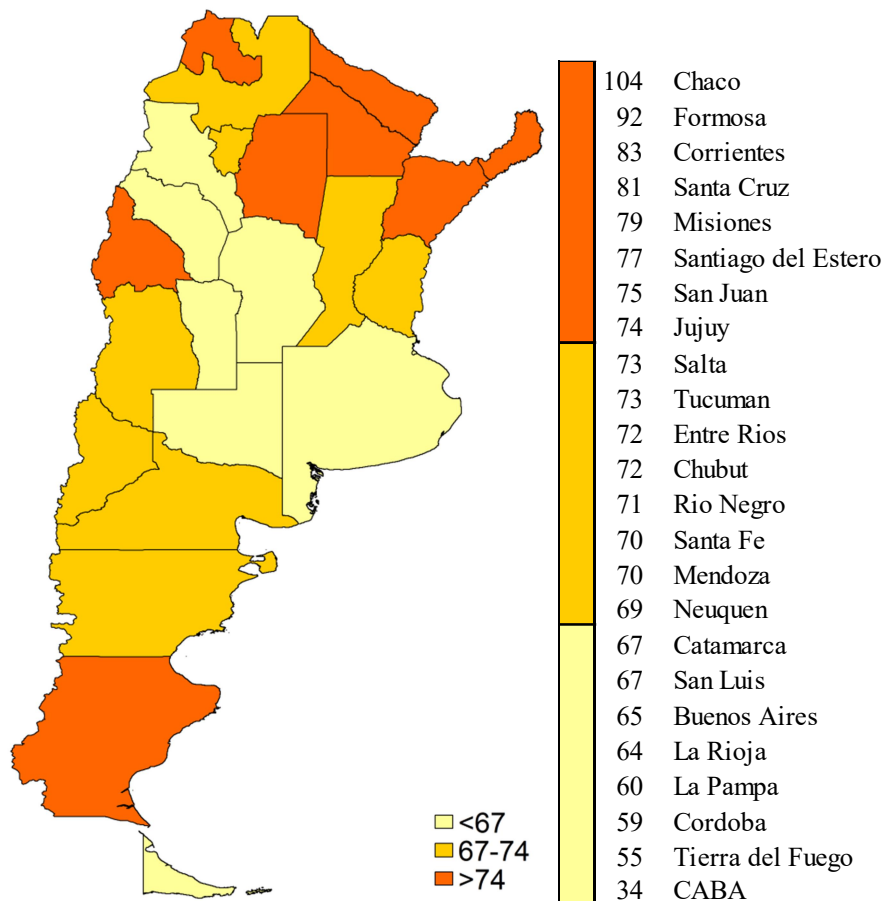 104 Chaco
92 Formosa
83 Corrientes
81 Santa Cruz
79 Misiones
77 Santiago del Estero
75 San Juan
74 Jujuy
73 Salta
73 Tucuman
72 Entre Rios
72 Chubut
71 Rio Negro
70 Santa Fe
70 Mendoza
69 Neuquen
67 Catamarca
67 San Luis
65 Buenos Aires
64 La Rioja
60 La Pampa
59 Cordoba
55 Tierra del Fuego
34 CABA
<67
67-74
>74